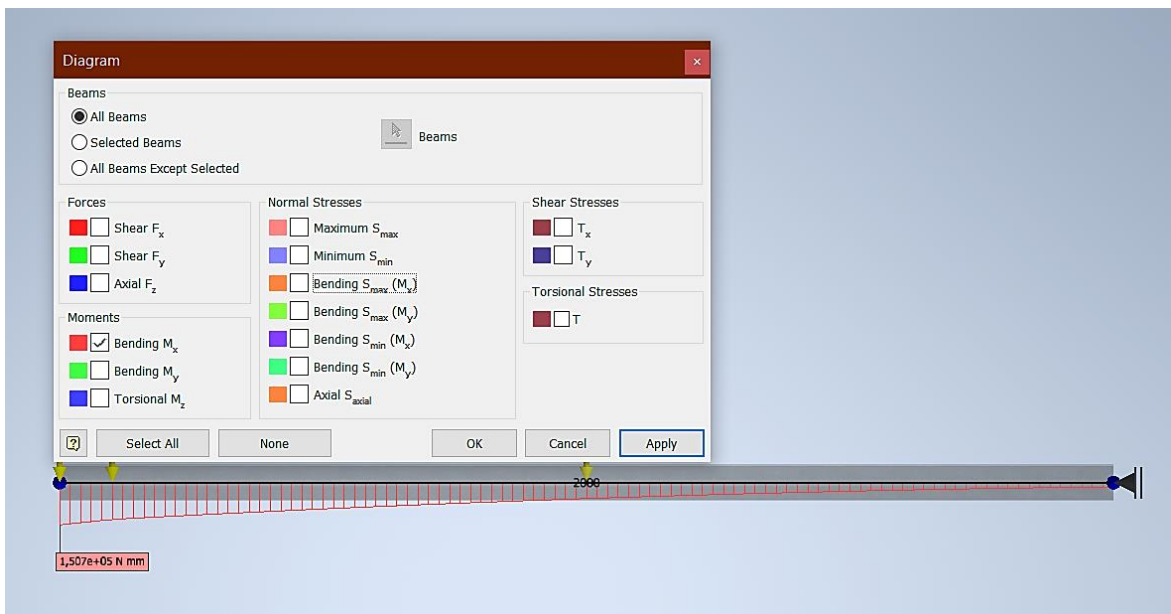 Diagram
Beams
All Beams
Selected Beams
All Beams Except Selected
Beams
Forces
Shear Fx
Shear Fy
Axial Fz
Moments
Bending Mx
Bending My
Torsional Mz
Normal Stresses
Maximum Smax
Minimum Smin
Bending Smax (Mx)
Bending Smax (My)
Bending Smin (Mx)
Bending Smin (My)
Axial Saxial
Shear Stresses
Tx
Ty
Torsional Stresses
T
?
Select All
None
OK
Cancel
Apply
2000
1,507e+05 N mm